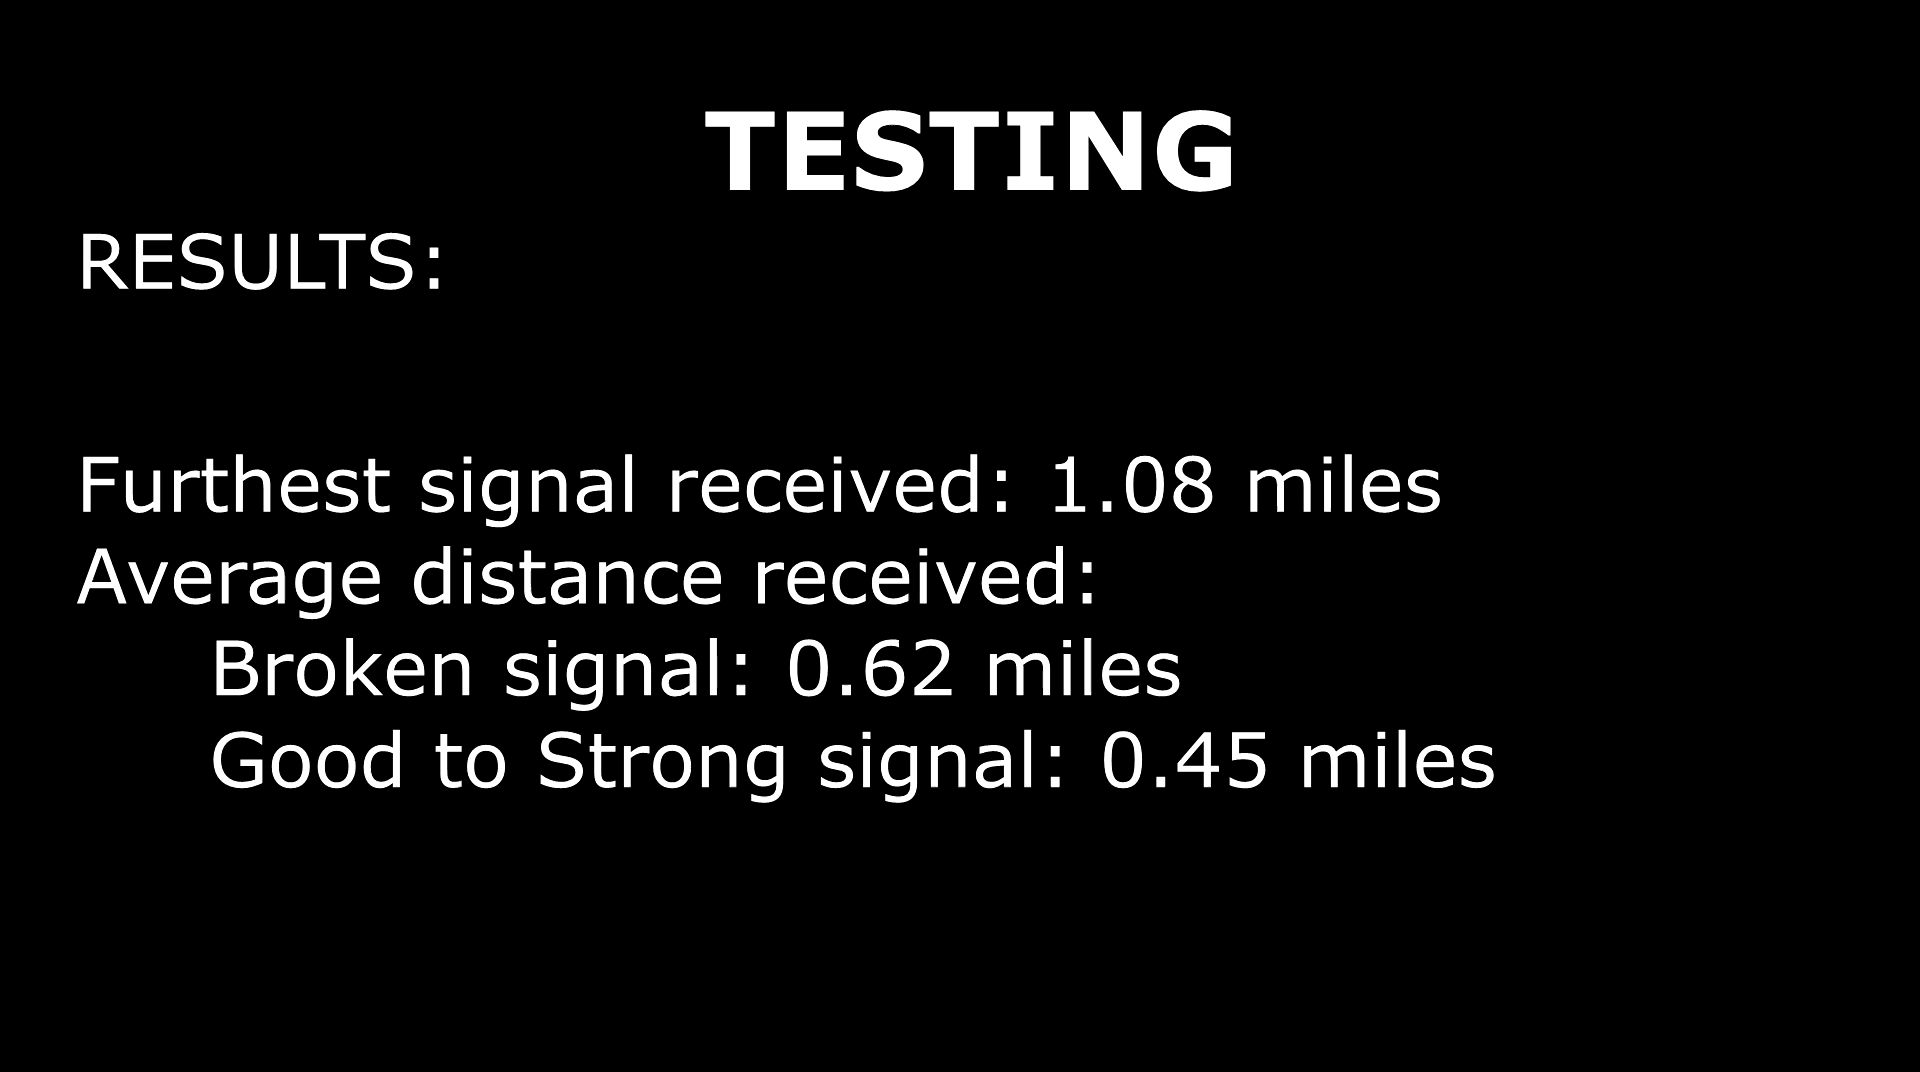 TESTING
RESULTS:
Furthest signal received: 1.08 miles
Average distance received:
Broken signal: 0.62 miles
Good to Strong signal: 0.45 miles